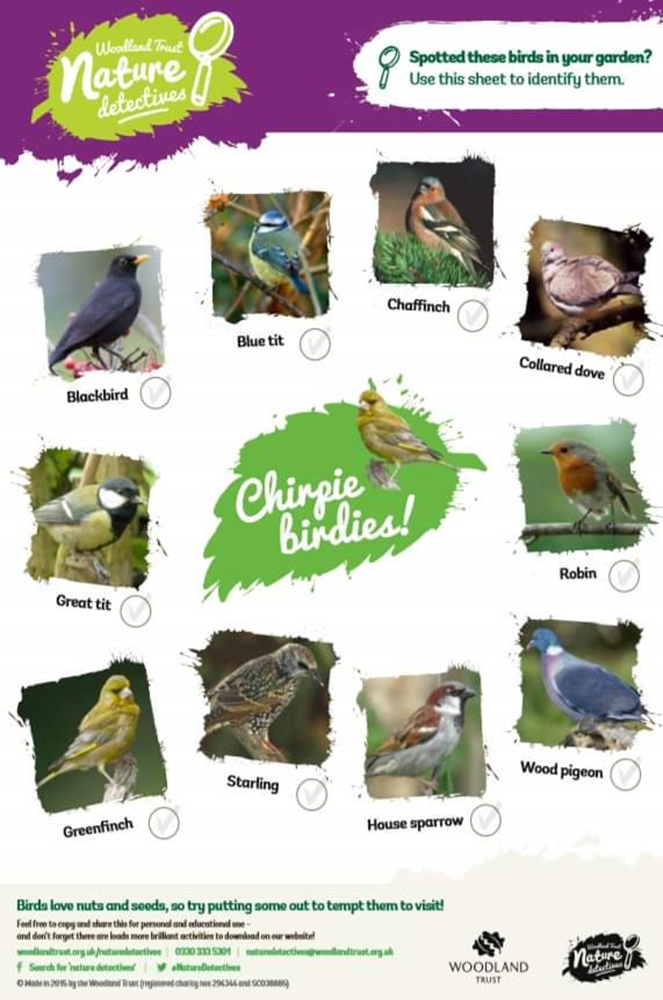 Woodland Trust
Nature
detectives
Spotted these birds in your garden?
Use this sheet to identify them.
Chaffinch
Blue tit
Collared dove
Blackbird
Chirpie
birdies!
Robin
Great tit
Wood pigeon
Starling
House sparrow
Greenfinch
Birds love nuts and seeds, so try putting some out to tempt them to visit!
Feel free to copy and share this for personal and educational use –
and don't forget there are loads more brilliant activities to download on our website!
woodlandtrust.org.uk/naturedetectives | 0330 333 5301 | naturedetectives@woodlandtrust.org.uk
f Search for 'nature detectives' | #NatureDetectives
© Made in 2015 by the Woodland Trust (registered charity nos 294344 and SC038885)
WOODLAND
TRUST
Woodland Trust
Nature
detectives